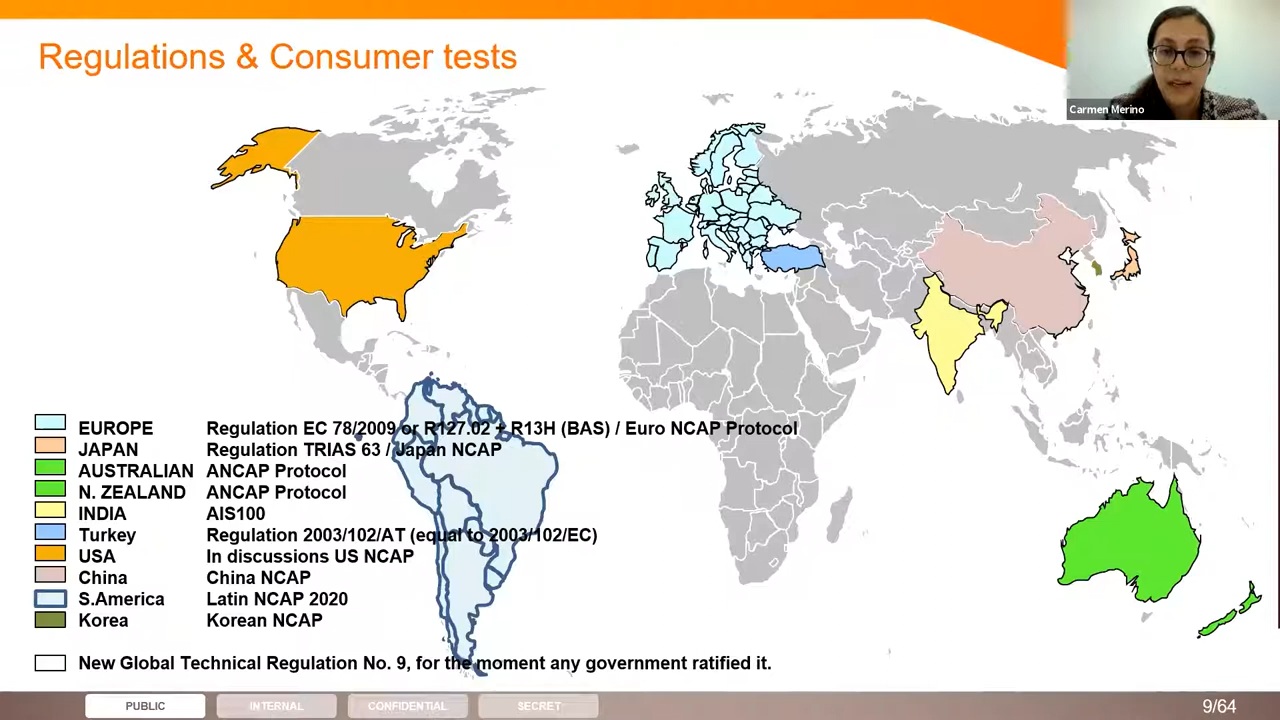 Regulations & Consumer tests
Carmen Merino
EUROPE Regulation EC 78/2009 or R127.02 + R13H (BAS) / Euro NCAP Protocol
JAPAN Regulation TRIAS 63 / Japan NCAP
AUSTRALIAN ANCAP Protocol
N. ZEALAND ANCAP Protocol
INDIA AIS100
Turkey Regulation 2003/102/AT (equal to 2003/102/EC)
USA In discussions US NCAP
China China NCAP
S.America Latin NCAP 2020
Korea Korean NCAP
New Global Technical Regulation No. 9, for the moment any government ratified it.
PUBLIC INTERNAL CONFIDENTIAL SECRET
9/64